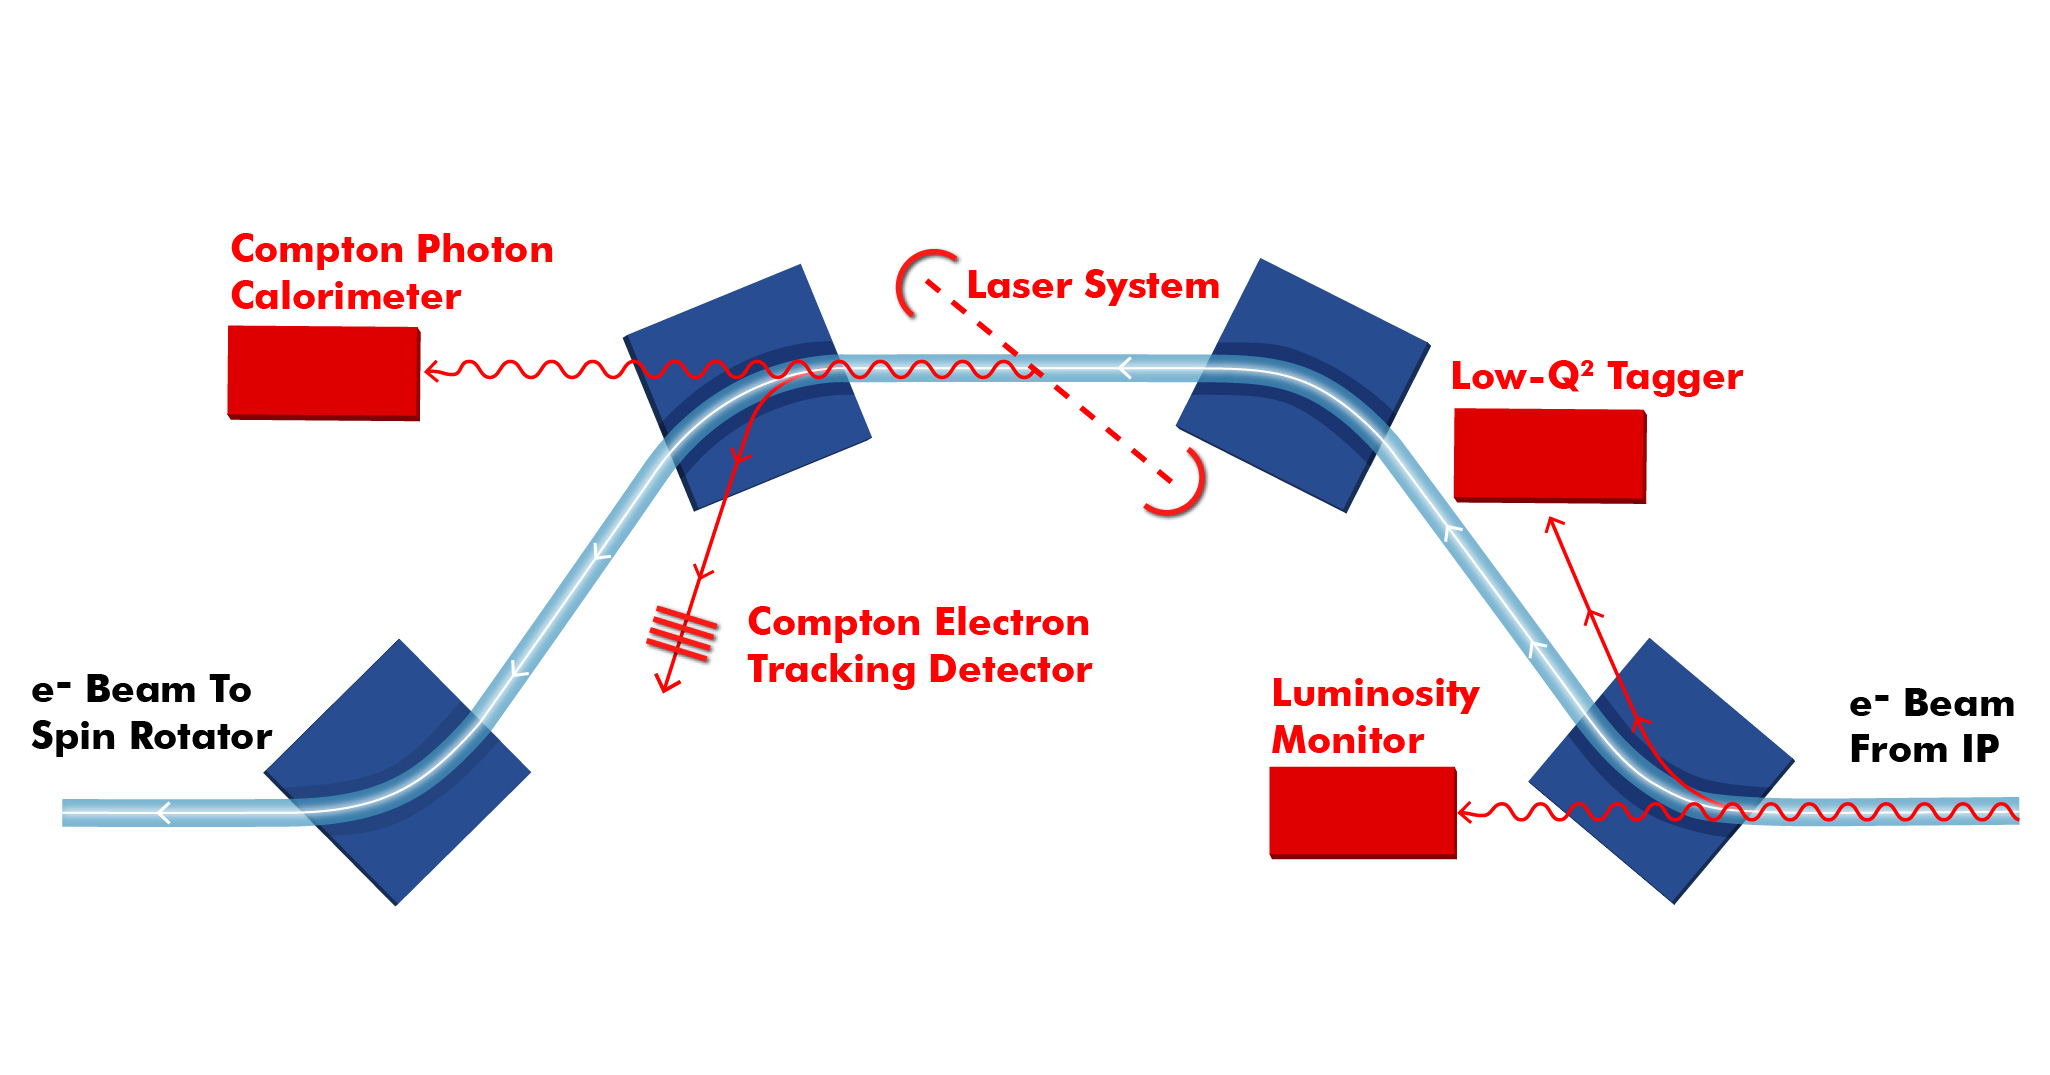 Compton Photon
Calorimeter
Laser System
Low-Q² Tagger
Compton Electron
Tracking Detector
e- Beam To
Spin Rotator
Luminosity
Monitor
e- Beam
From IP